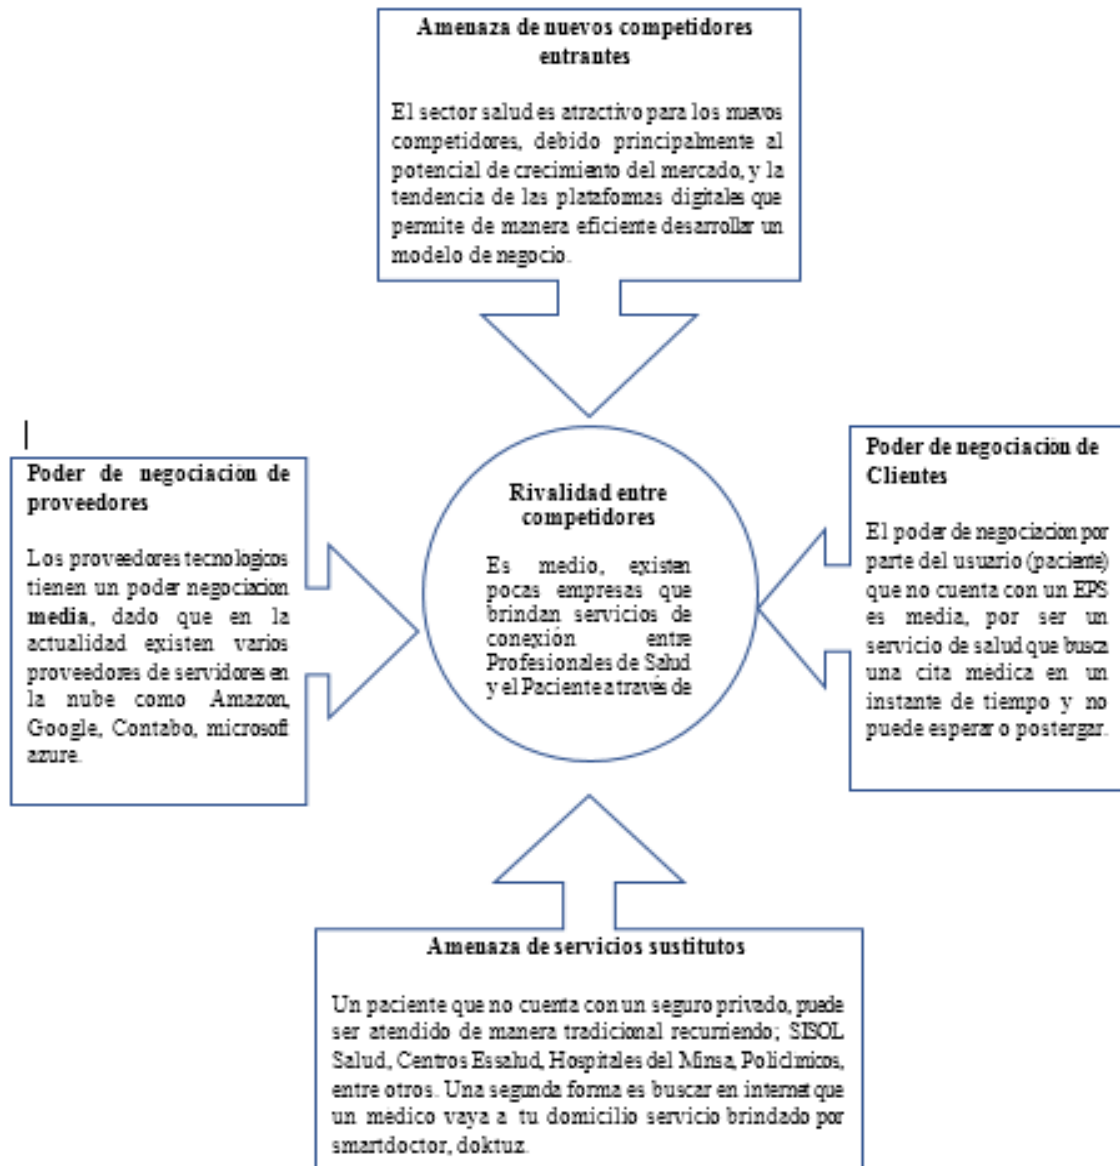 Amenaza de nuevos competidores
entrantes
El sector salud es atractivo para los nuevos
competidores, debido principalmente al
potencial de crecimiento del mercado, y la
tendencia de las plataformas digitales que
permite de manera eficiente desarrollar un
modelo de negocio.
Poder de negociación de
proveedores
Los proveedores tecnologicos
tienen un poder negociacion
media, dado que en la
actualidad existen varios
proveedores de servidores en
la nube como Amazon,
Google, Contabo, microsoft
azure.
Rivalidad entre
competidores
Es medio, existen
pocas empresas que
brindan servicios de
conexión entre
Profesionales de Salud
y el Paciente a través de
Poder de negociación de
Clientes
El poder de negociacion por
parte del usuario (paciente)
que no cuenta con un EPS
es media, por ser un
servicio de salud que busca
una cita médica en un
instante de tiempo y no
puede esperar o postergar.
Amenaza de servicios sustitutos
Un paciente que no cuenta con un seguro privado, puede
ser atendido de manera tradicional recurriendo; SISOL
Salud, Centros Essalud, Hospitales del Minsa, Policlinicos,
entre otros. Una segunda forma es buscar en internet que
un médico vaya a tu domicilio servicio brindado por
smartdoctor, doktuz.